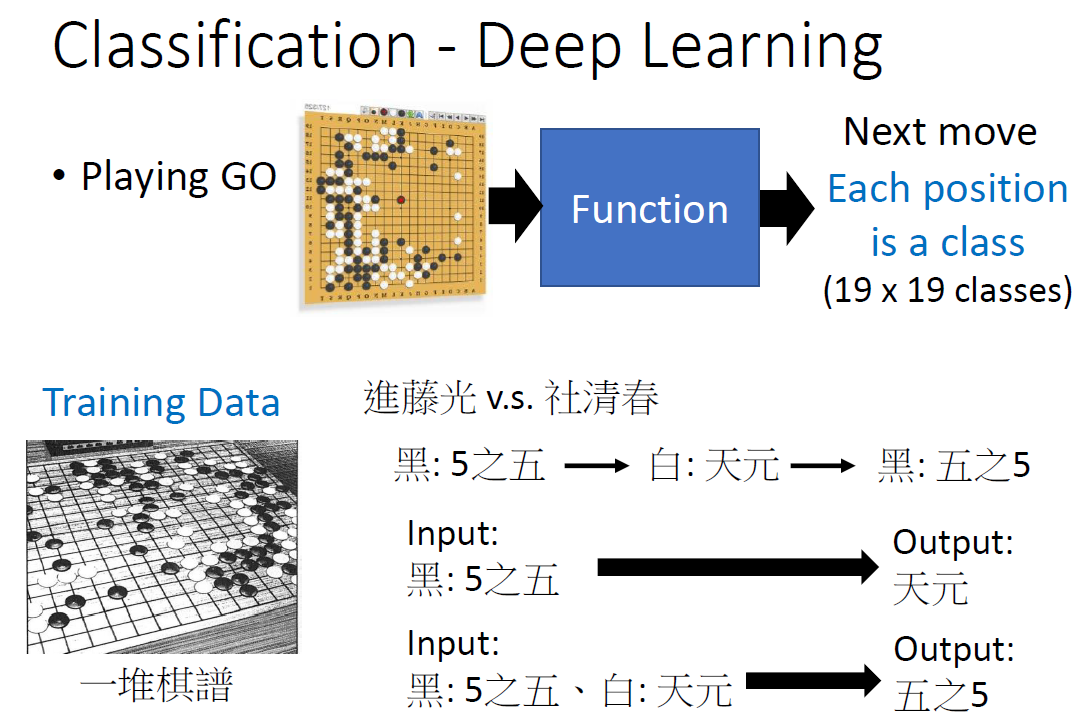 Classification - Deep Learning
• Playing GO
Function
Next move
Each position
is a class
(19 x 19 classes)
Training Data
一堆棋譜
進藤光 v.s. 社清春
黑: 5之五
白: 天元
黑: 五之5
Input:
黑: 5之五
Output:
天元
Input:
黑: 5之五、白: 天元
Output:
五之5